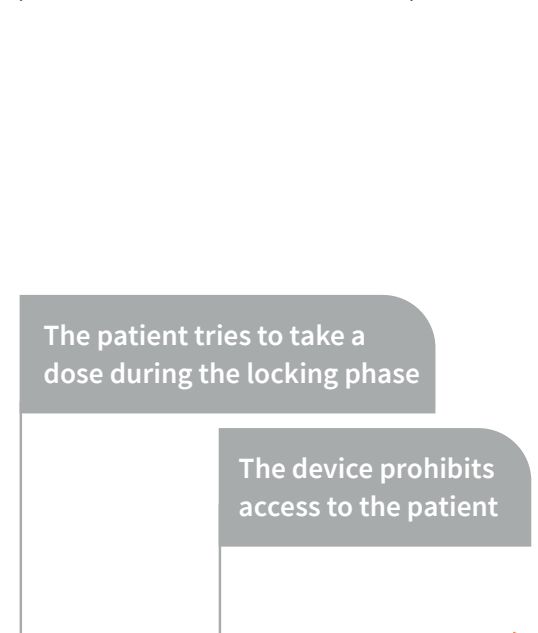 The patient tries to take a
dose during the locking phase
The device prohibits
access to the patient